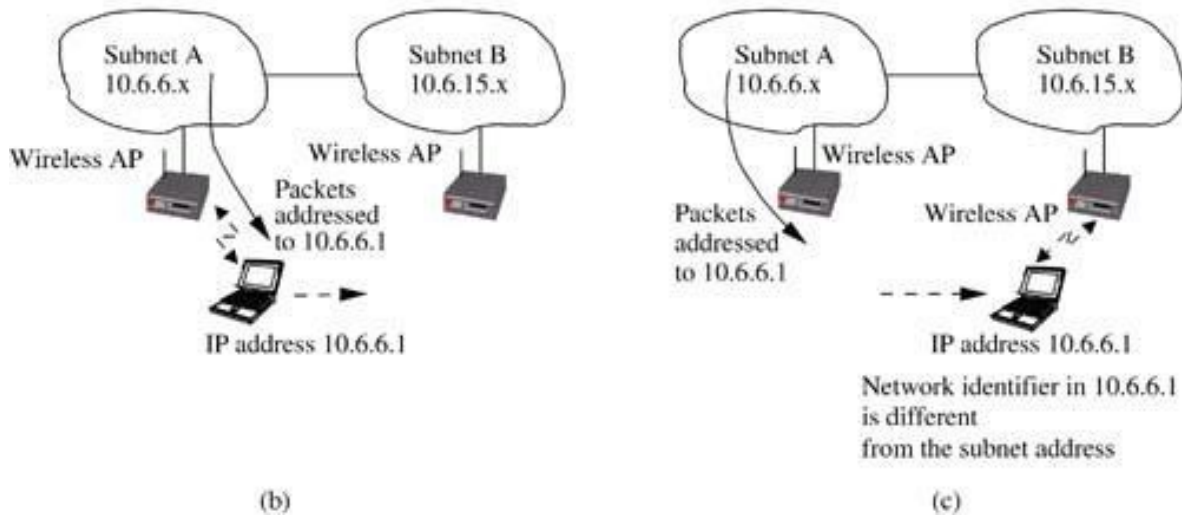 Subnet A
10.6.6.x
Subnet B
10.6.15.x
Wireless AP
Wireless AP
Packets
addressed
to 10.6.6.1
IP address 10.6.6.1
(b)
Subnet A
10.6.6.x
Subnet B
10.6.15.x
Wireless AP
Packets
addressed
to 10.6.6.1
Wireless AP
IP address 10.6.6.1
Network identifier in 10.6.6.1
is different
from the subnet address
(c)